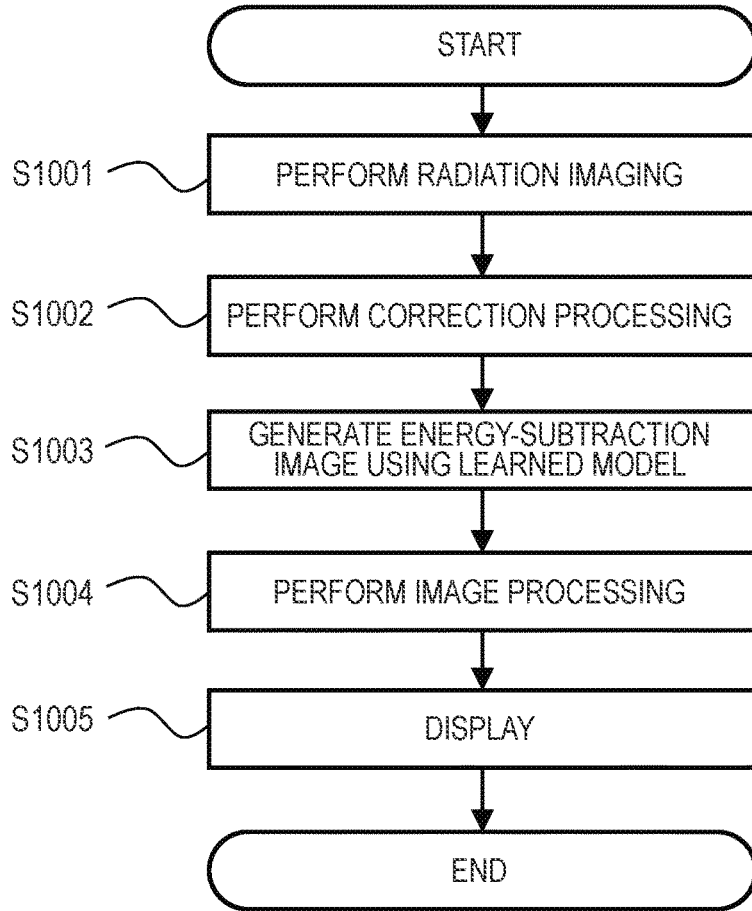 START
S1001
PERFORM RADIATION IMAGING
S1002
PERFORM CORRECTION PROCESSING
S1003
GENERATE ENERGY-SUBTRACTION
IMAGE USING LEARNED MODEL
S1004
PERFORM IMAGE PROCESSING
S1005
DISPLAY
END